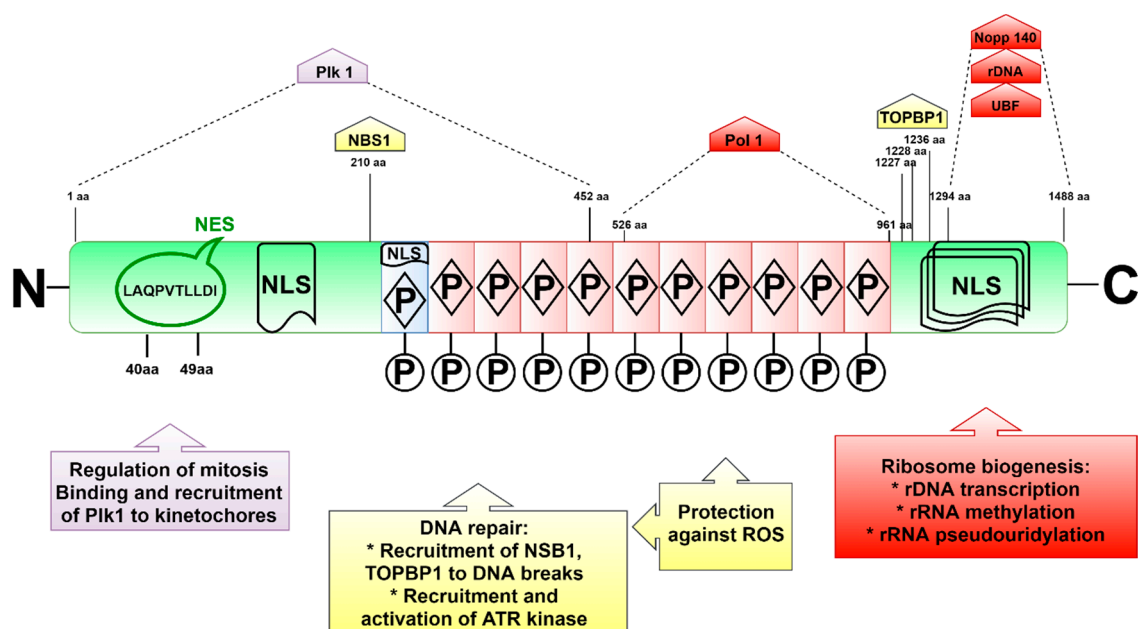 Nopp 140
Plk 1
rDNA
UBF
TOPBP1
NBS1
Pol 1
1236 aa
1228 aa
210 aa
1227 aa
1 aa
452 aa
1294 aa
1488 aa
526 aa
961 aa
NES
NLS
N
LAQPVTLLDI
NLS
P P P P P P P P P P P
NLS
C
40aa
49aa
P P P P P P P P P P P
Regulation of mitosis
Binding and recruitment
of Plk1 to kinetochores
Ribosome biogenesis:
* rDNA transcription
* rRNA methylation
* rRNA pseudouridylation
Protection
against ROS
DNA repair:
* Recruitment of NSB1,
TOPBP1 to DNA breaks
* Recruitment and
activation of ATR kinase